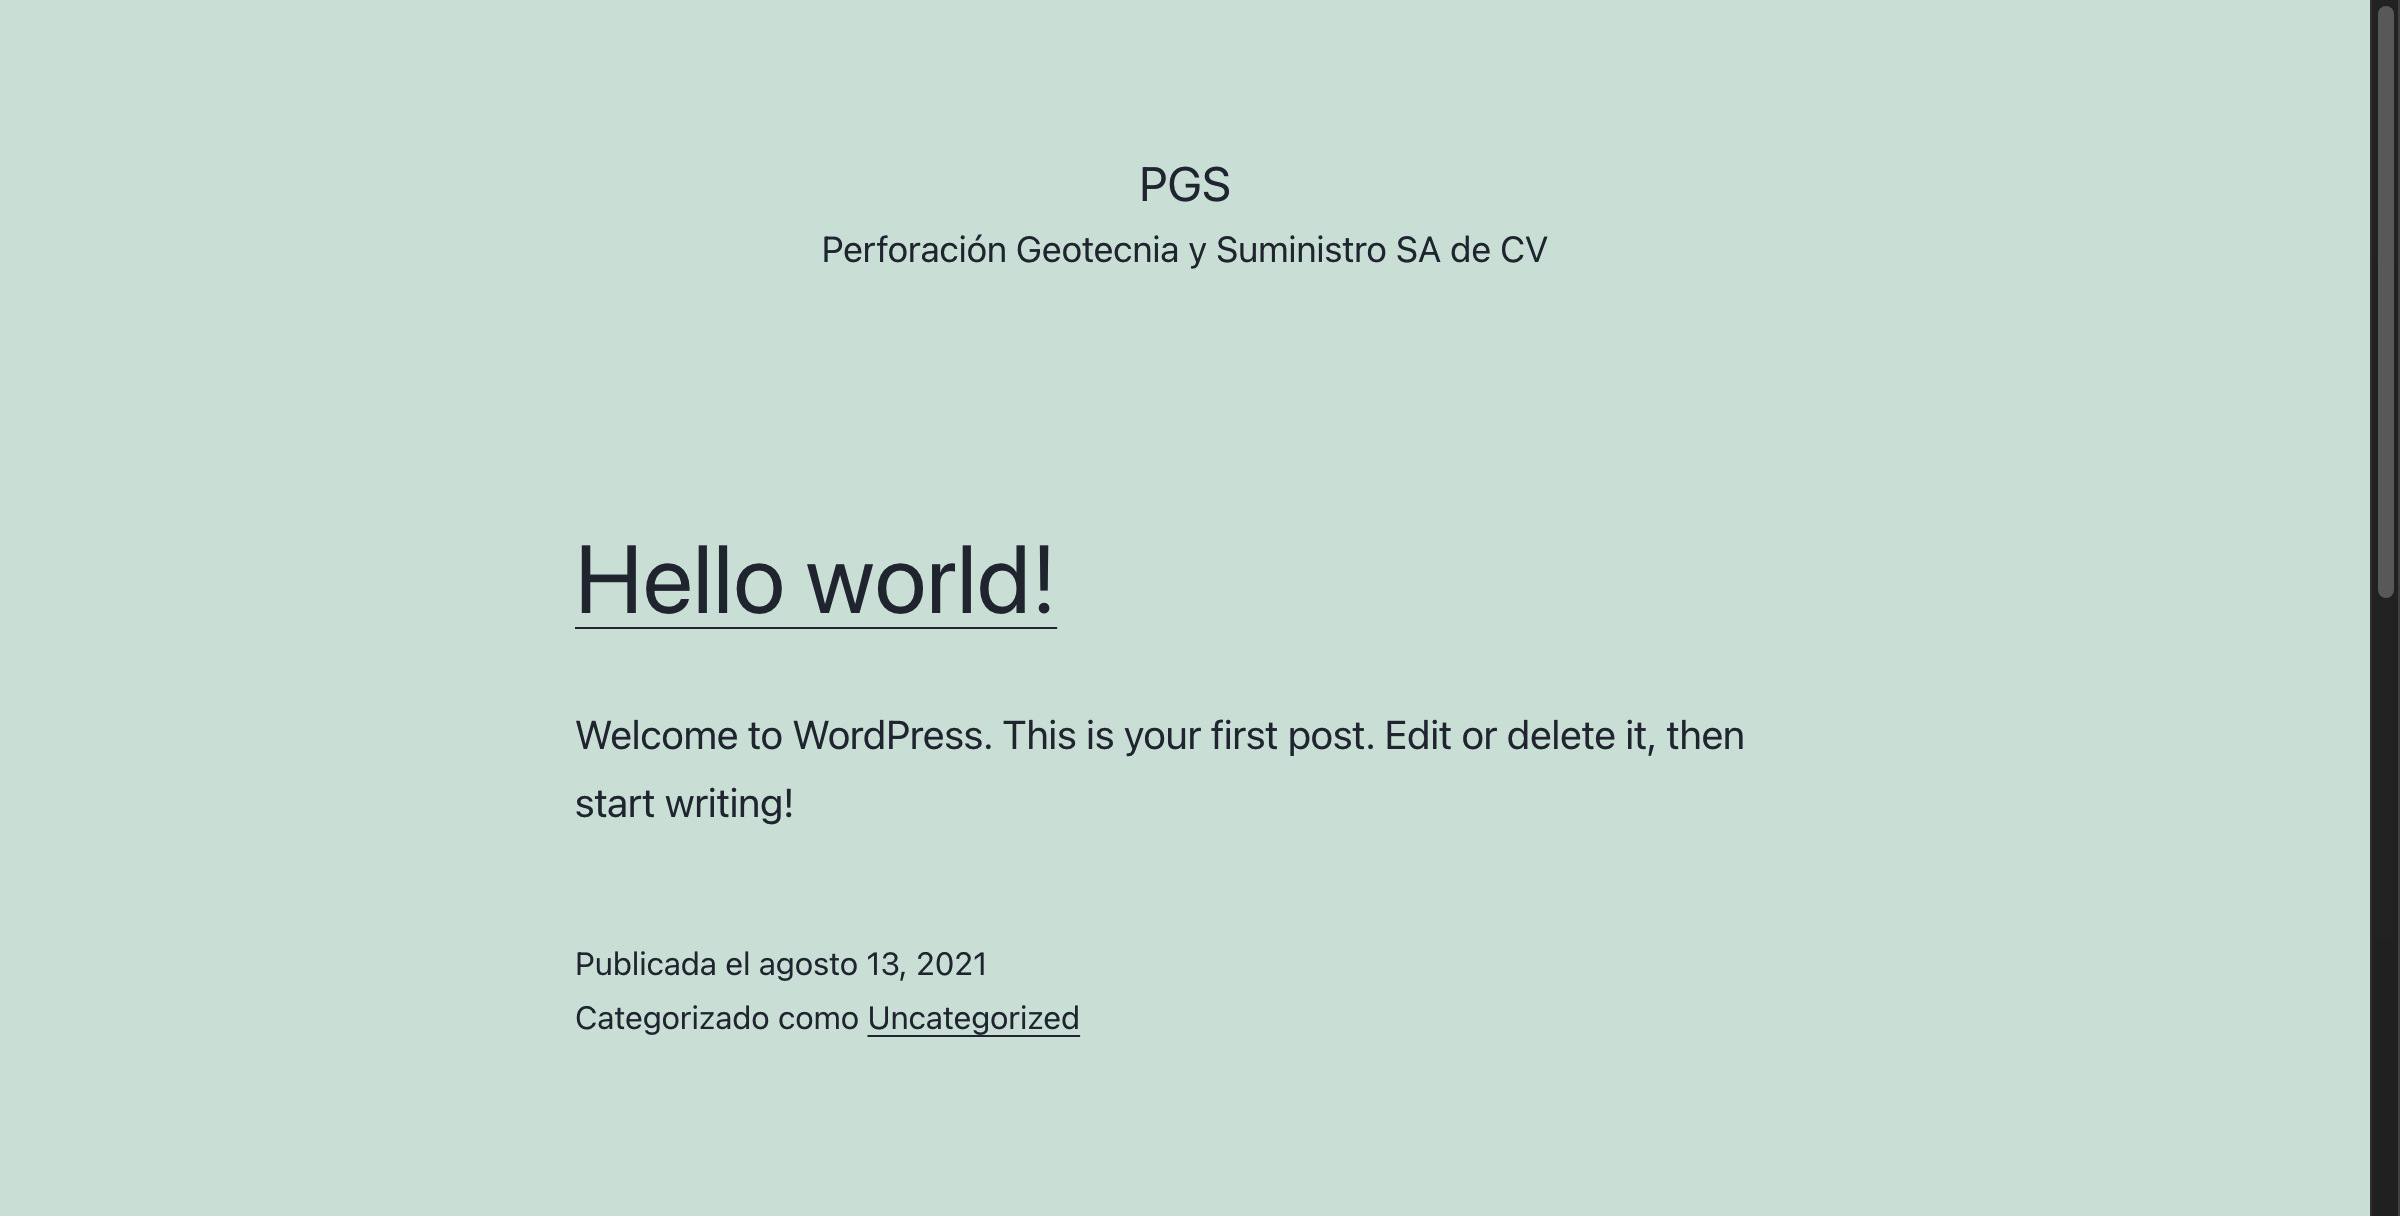 PGS
Perforación Geotecnia y Suministro SA de CV
Hello world!
Welcome to WordPress. This is your first post. Edit or delete it, then
start writing!
Publicada el agosto 13, 2021
Categorizado como Uncategorized